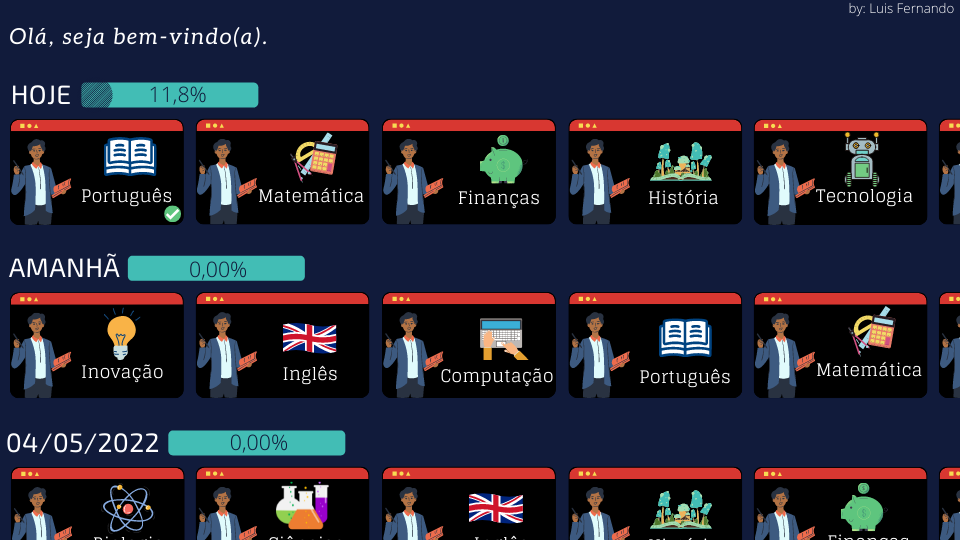 by: Luis Fernando
Olá, seja bem-vindo(a).
HOJE 11,8%
Português Matemática Finanças História Tecnologia
AMANHÃ 0,00%
Inovação Inglês Computação Português Matemática
04/05/2022 0,00%